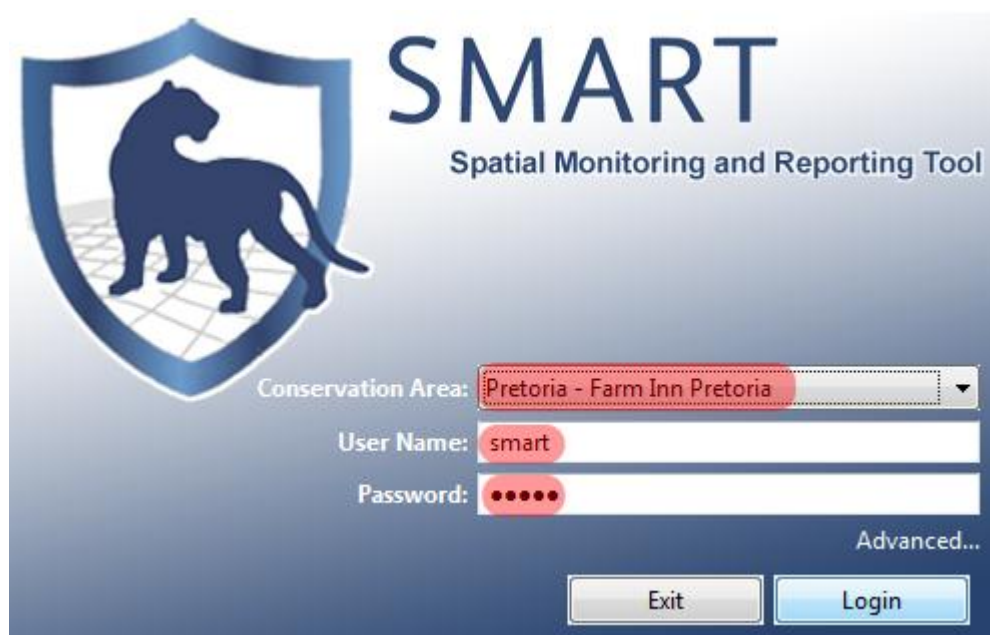 SMART
Spatial Monitoring and Reporting Tool
Conservation Area: Pretoria - Farm Inn Pretoria
User Name: smart
Password: •••••
Advanced...
Exit Login